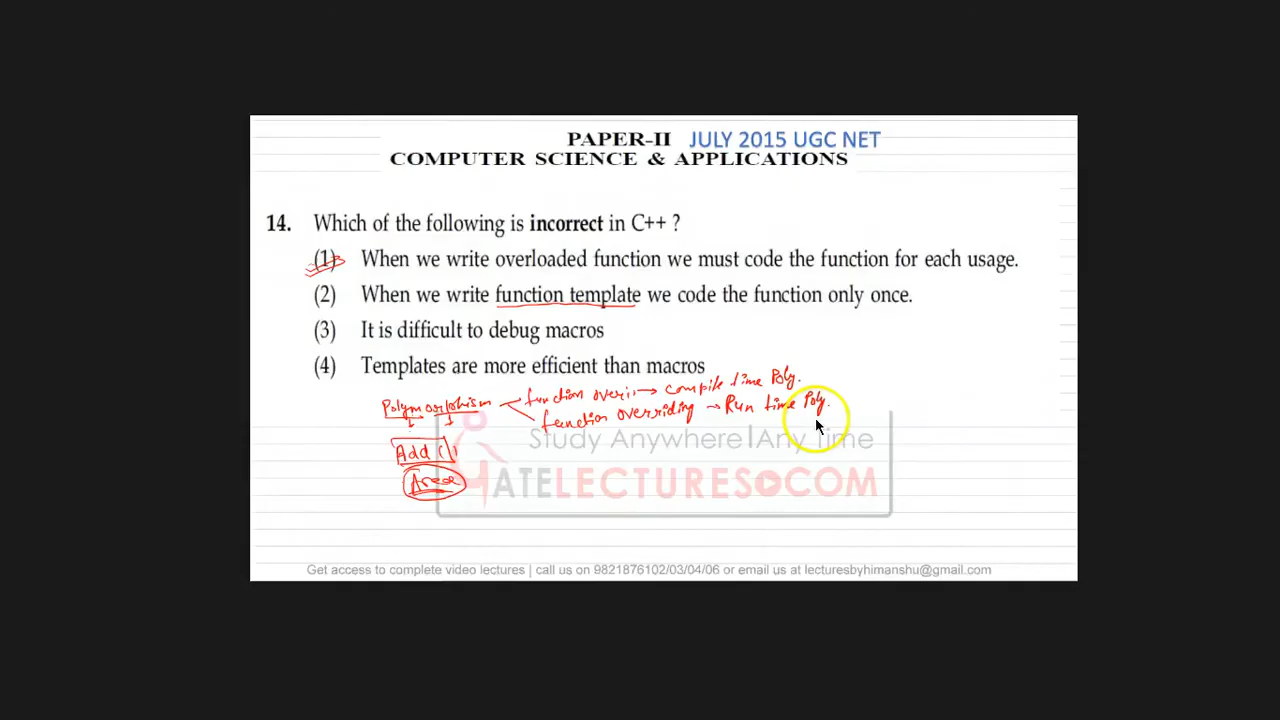 PAPER-II JULY 2015 UGC NET
COMPUTER SCIENCE & APPLICATIONS
14. Which of the following is incorrect in C++ ?
(1) When we write overloaded function we must code the function for each usage.
(2) When we write function template we code the function only once.
(3) It is difficult to debug macros
(4) Templates are more efficient than macros
Polymorphism
function over → compile time Poly.
function overriding → Run time Poly.
Add ( )
Area
Study Anywhere | Any time
ATELECTURES.COM
Get access to complete video lectures | call us on 9821876102/03/04/06 or email us at lecturesbyhimanshu@gmail.com